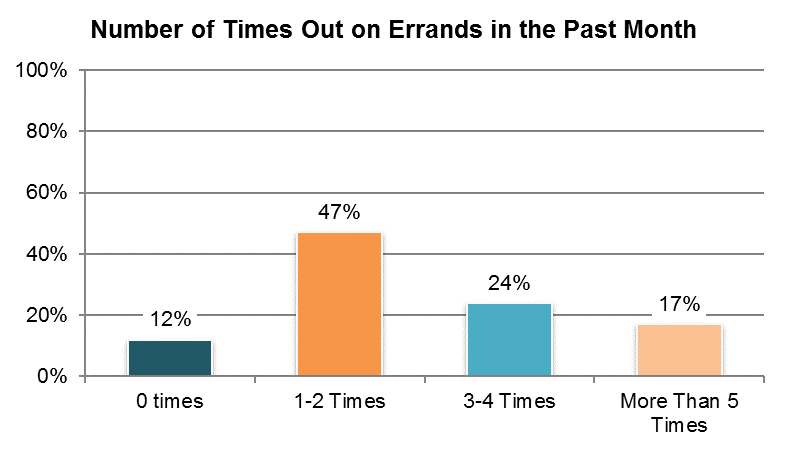 Number of Times Out on Errands in the Past Month
100%
80%
60%
40%
20%
0%
12%
47%
24%
17%
0 times
1-2 Times
3-4 Times
More Than 5
Times